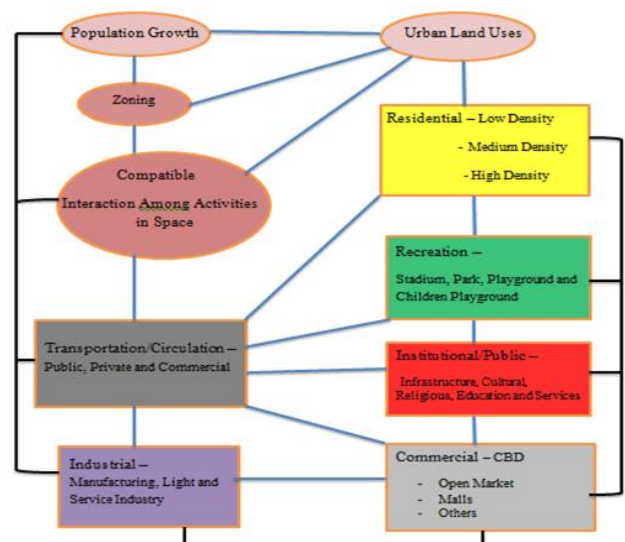 Population Growth
Urban Land Uses
Zoning
Compatible
Interaction Among Activities
in Space
Residential – Low Density
- Medium Density
- High Density
Recreation –
Stadium, Park, Playground and
Children Playground
Transportation/Circulation –
Public, Private and Commercial
Institutional/Public –
Infrastructure, Cultural,
Religious, Education and Services
Industrial –
Manufacturing, Light and
Service Industry
Commercial – CBD
- Open Market
- Malls
- Others